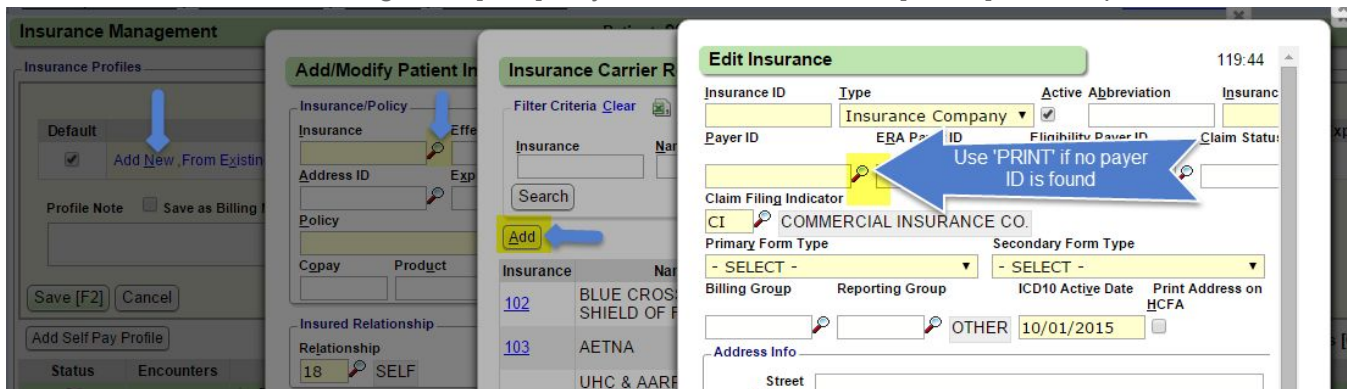 Insurance Management
Insurance Profiles
Default
Add New ,From Existin
Profile Note Save as Billing
Save [F2] Cancel
Add Self Pay Profile
Status Encounters
Add/Modify Patient In
Insurance/Policy
Insurance Effe
Address ID Exp
Policy
Copay Product
Insured Relationship
Relationship
18 SELF
Insurance Carrier R
Filter Criteria Clear
Insurance Nar
Search
Add
Insurance Nar
102 BLUE CROS
SHIELD OF F
103 AETNA
UHC & AARF
Edit Insurance 119:44
Insurance ID Type Active Abbreviation Insuranc
Insurance Company
Payer ID ERA Payer ID Eligibility Payer ID Claim Status
Use 'PRINT' if no payer
ID is found
Claim Filing Indicator
CI COMMERCIAL INSURANCE CO.
Primary Form Type Secondary Form Type
- SELECT - - SELECT -
Billing Group Reporting Group ICD10 Active Date Print Address on
HCFA
OTHER 10/01/2015
Address Info
Street